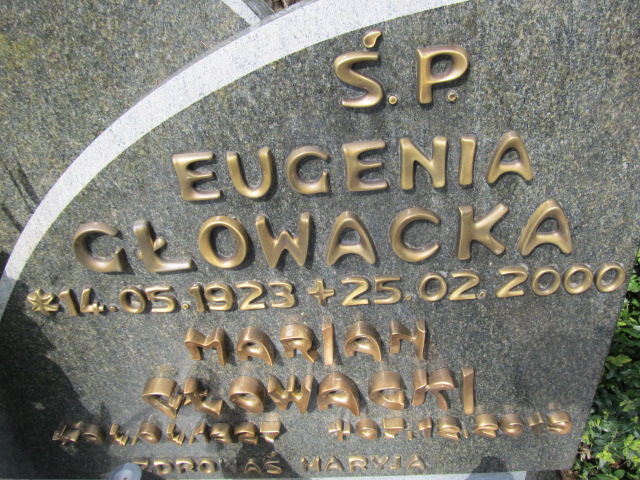 Ś.P.
EUGENIA
GŁOWACKA
*14.05.1923 +25.02.2000
MARIAN
GŁOWACKI
ZDROWAŚ MARYJA